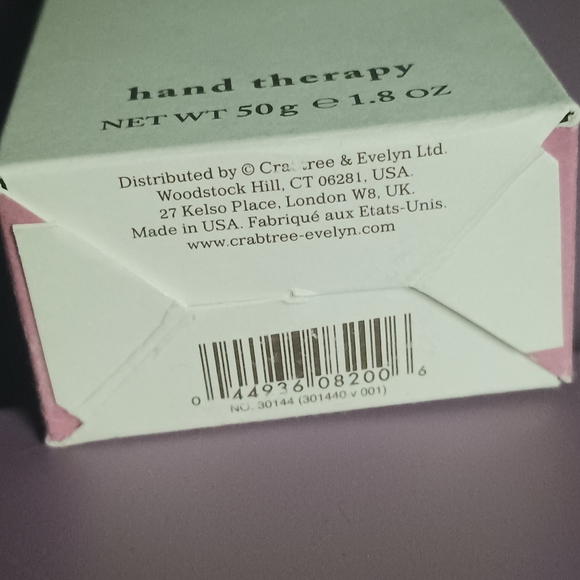 hand therapy
NET WT 50 g ℮ 1.8 OZ
Distributed by © Crabtree & Evelyn Ltd.
Woodstock Hill, CT 06281, USA.
27 Kelso Place, London W8, UK.
Made in USA. Fabriqué aux Etats-Unis.
www.crabtree-evelyn.com
0 44936 08200 6
NO. 30144 (301440 v 001)